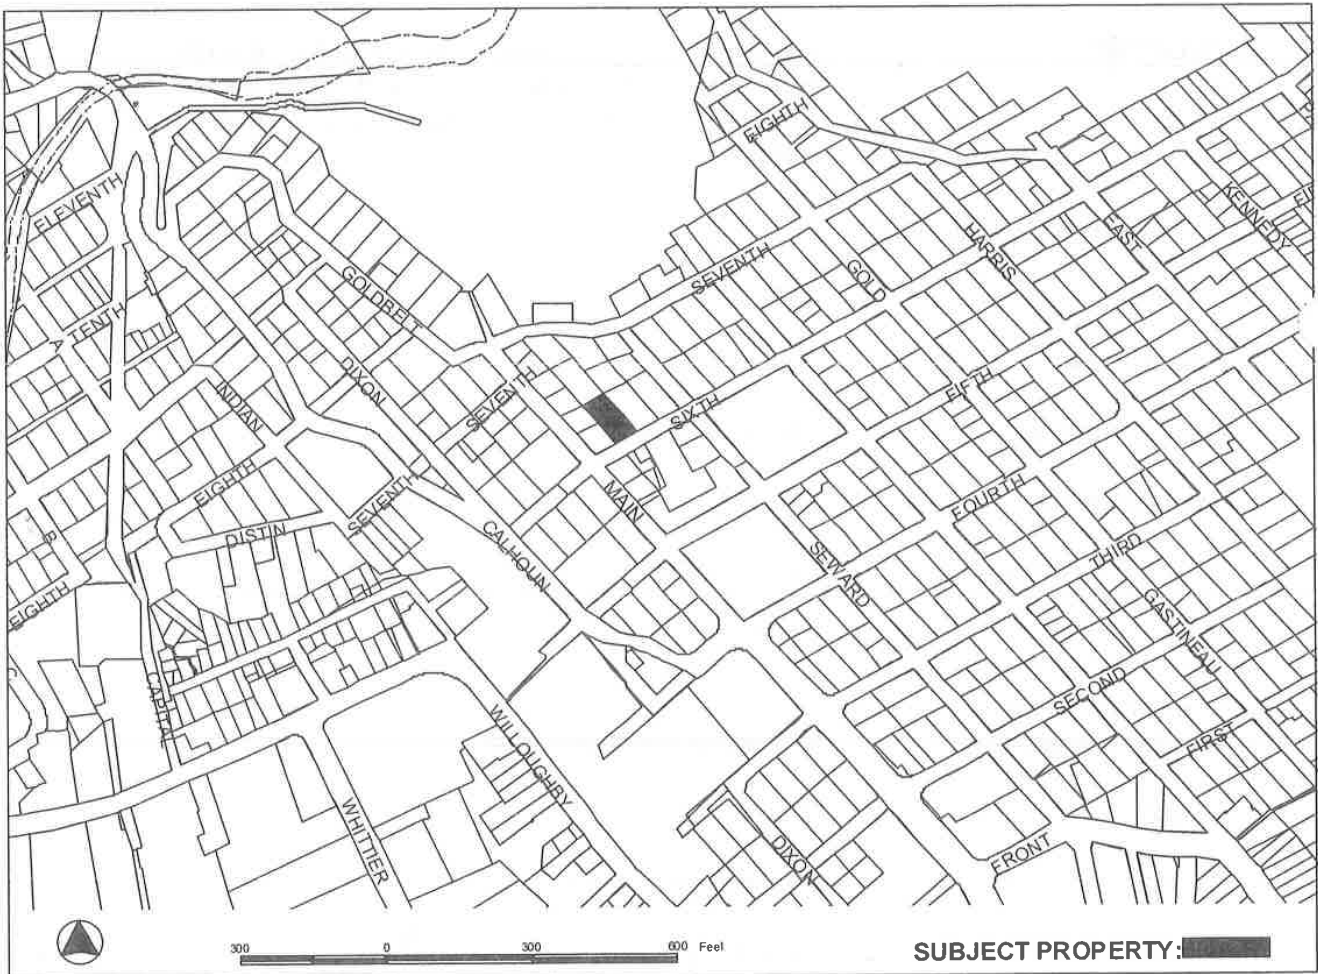 EIGHTH
KENNEDY
ELEVENTH
EAST
HARRIS
SEVENTH
GOLD
GOLDBELT
A
TENTH
DIXON
SEVENTH
FIFTH
INDIAN
SIXTH
EIGHTH
SEVENTH
MAIN
FOURTH
DISTIN
CALHOUN
SEWARD
THIRD
B
EIGHTH
GASTINEAU
C
CAPITAL
SECOND
WILLOUGHBY
FIRST
WHITTIER
DIXON
FRONT
300 0 300 600 Feet
SUBJECT PROPERTY: